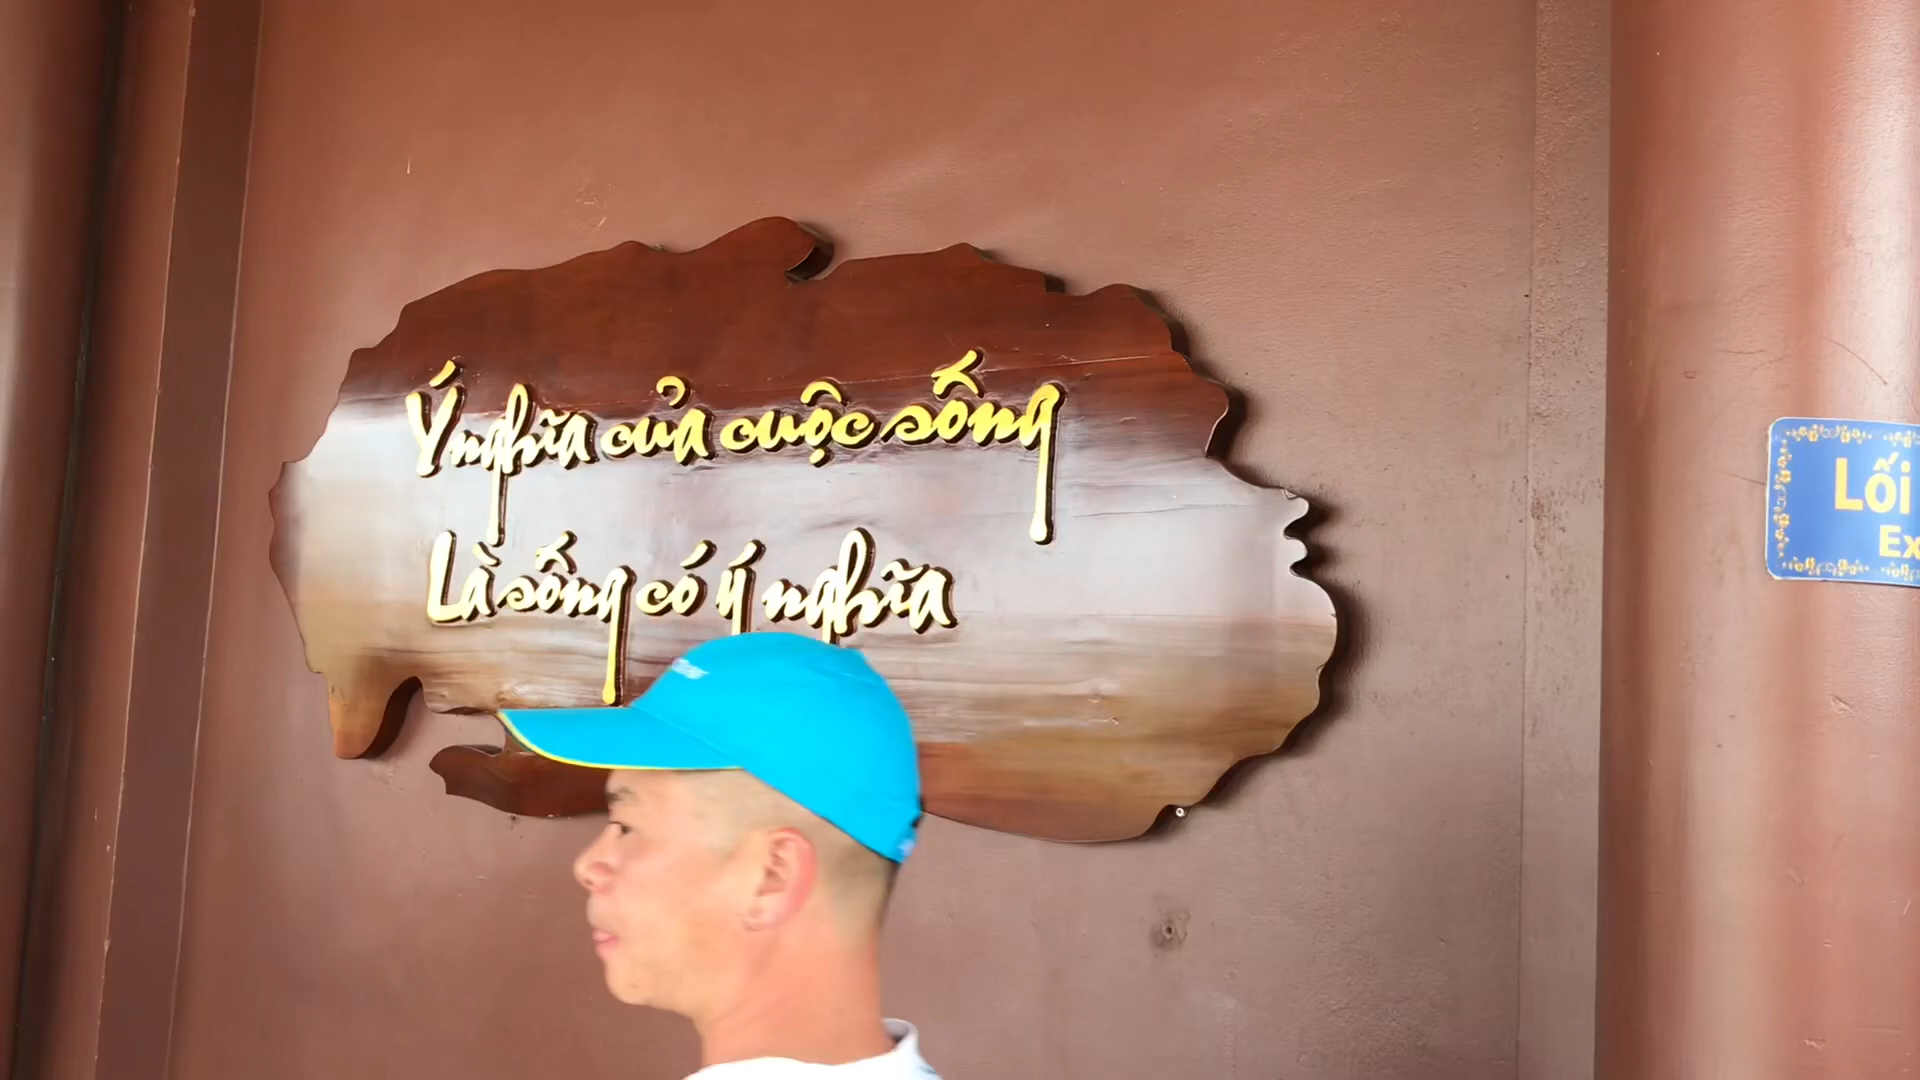 Ý nghĩa của cuộc sống
Là sống có ý nghĩa
Lối
Ex